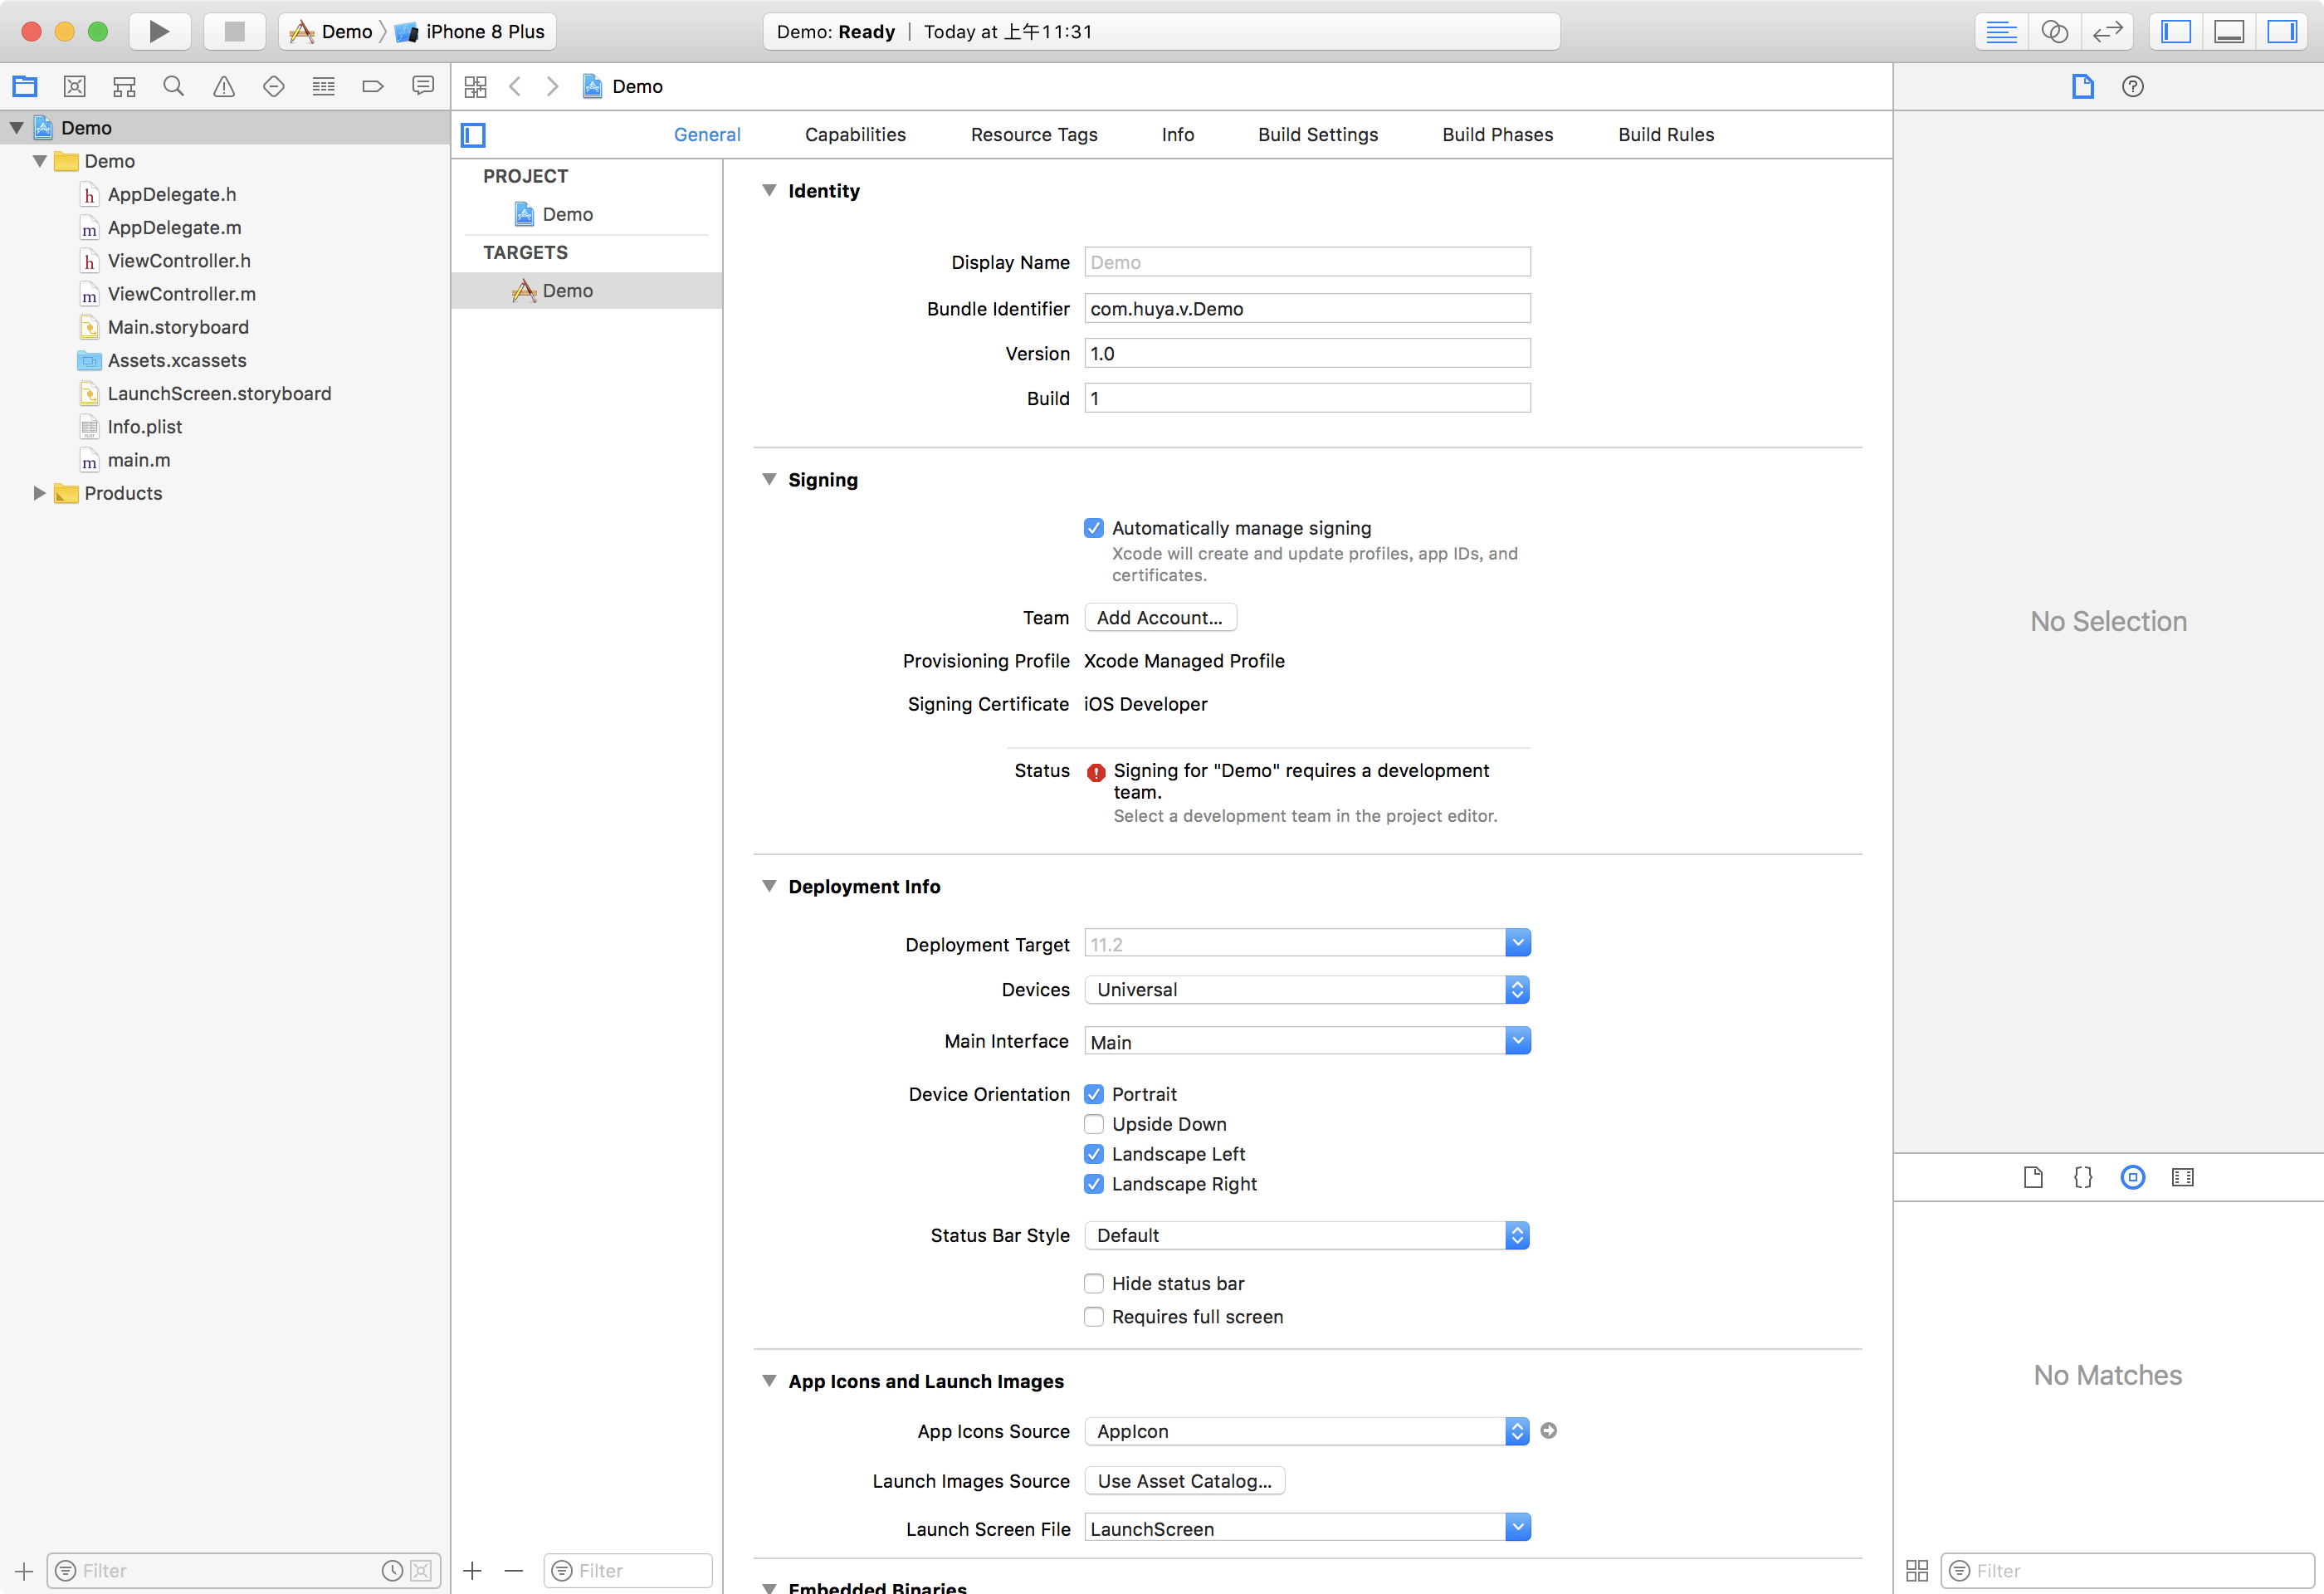 Demo
iPhone 8 Plus
Demo: Ready
Today at 上午11:31
Demo
General
Capabilities
Resource Tags
Info
Build Settings
Build Phases
Build Rules
Demo
Demo
AppDelegate.h
AppDelegate.m
ViewController.h
ViewController.m
Main.storyboard
Assets.xcassets
LaunchScreen.storyboard
Info.plist
main.m
Products
Filter
PROJECT
Demo
TARGETS
Demo
Filter
Identity
Display Name
Demo
Bundle Identifier
com.huya.v.Demo
Version
1.0
Build
1
Signing
Automatically manage signing
Xcode will create and update profiles, app IDs, and
certificates.
Team
Add Account...
Provisioning Profile
Xcode Managed Profile
Signing Certificate
iOS Developer
Status
Signing for "Demo" requires a development
team.
Select a development team in the project editor.
Deployment Info
Deployment Target
11.2
Devices
Universal
Main Interface
Main
Device Orientation
Portrait
Upside Down
Landscape Left
Landscape Right
Status Bar Style
Default
Hide status bar
Requires full screen
App Icons and Launch Images
App Icons Source
AppIcon
Launch Images Source
Use Asset Catalog...
Launch Screen File
LaunchScreen
Embedded Binaries
No Selection
No Matches
Filter